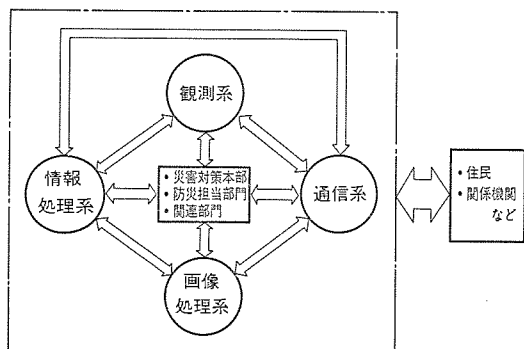 観測系
情報
処理系
• 災害対策本部
• 防災担当部門
• 関連部門
通信系
画像
処理系
• 住民
• 関係機関
など